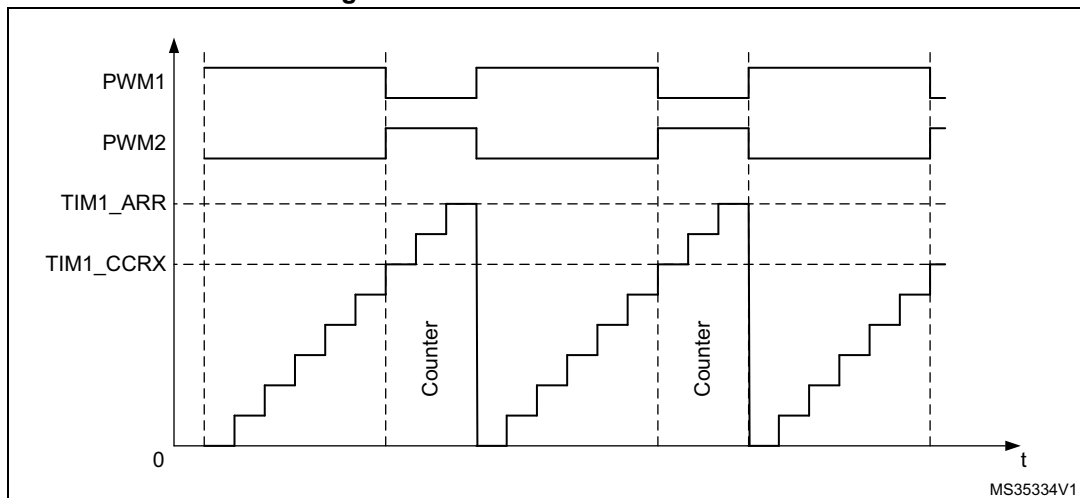 PWM1
PWM2
TIM1_ARR
TIM1_CCRX
Counter
Counter
0
t
MS35334V1